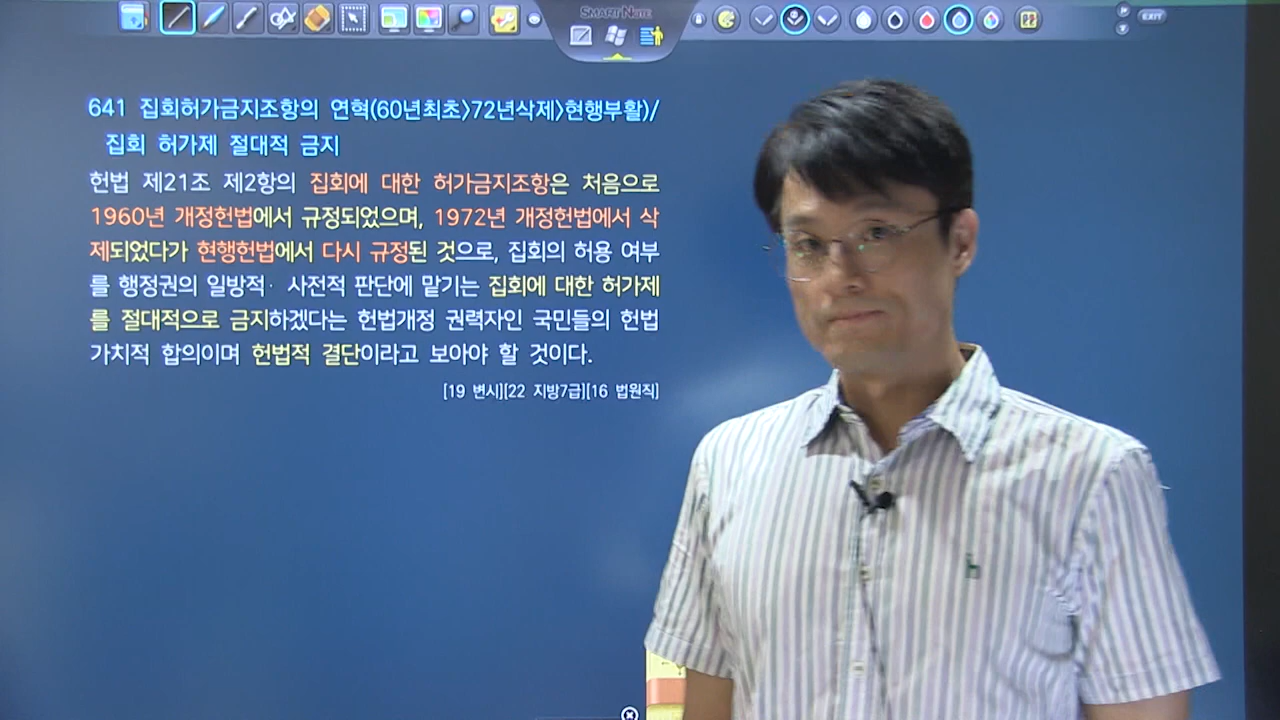 SMART NOTE
EXIT
641 집회허가금지조항의 연혁(60년최초>72년삭제>현행부활)/
집회 허가제 절대적 금지
헌법 제21조 제2항의 집회에 대한 허가금지조항은 처음으로
1960년 개정헌법에서 규정되었으며, 1972년 개정헌법에서 삭
제되었다가 현행헌법에서 다시 규정된 것으로, 집회의 허용 여부
를 행정권의 일방적· 사전적 판단에 맡기는 집회에 대한 허가제
를 절대적으로 금지하겠다는 헌법개정 권력자인 국민들의 헌법
가치적 합의이며 헌법적 결단이라고 보아야 할 것이다.
[19 변시][22 지방7급][16 법원직]